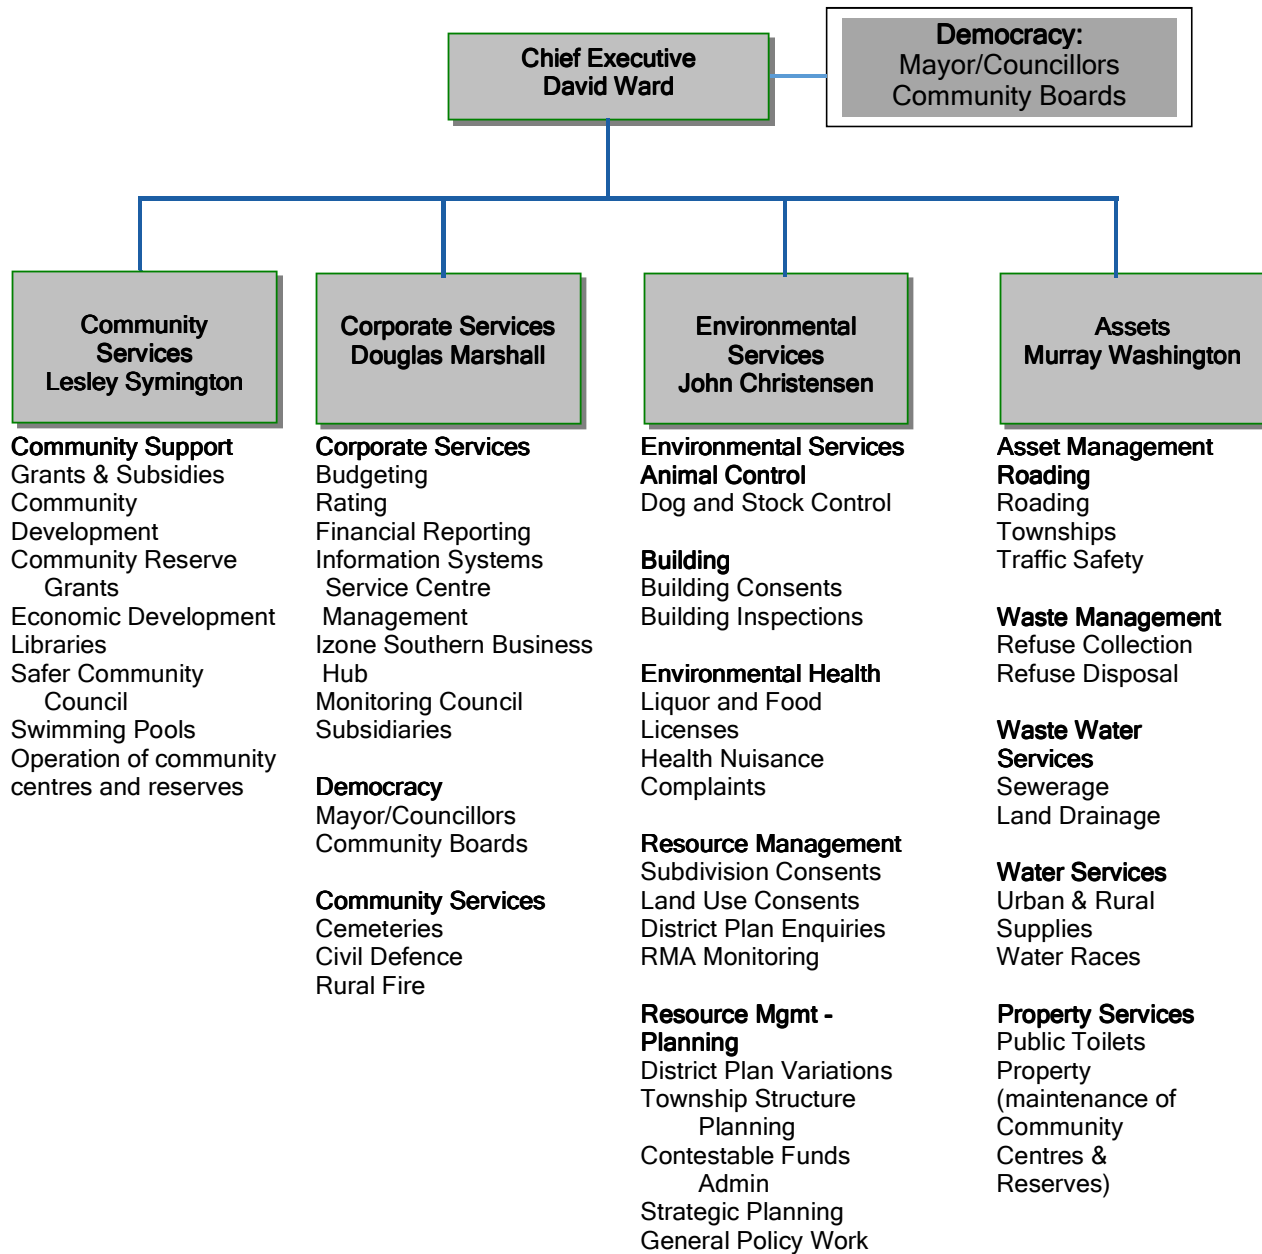 Chief Executive
David Ward
Democracy:
Mayor/Councillors
Community Boards
Community
Services
Lesley Symington
Corporate Services
Douglas Marshall
Environmental
Services
John Christensen
Assets
Murray Washington
Community Support
Grants & Subsidies
Community
Development
Community Reserve
Grants
Economic Development
Libraries
Safer Community
Council
Swimming Pools
Operation of community
centres and reserves
Corporate Services
Budgeting
Rating
Financial Reporting
Information Systems
Service Centre
Management
Izone Southern Business
Hub
Monitoring Council
Subsidiaries
Democracy
Mayor/Councillors
Community Boards
Community Services
Cemeteries
Civil Defence
Rural Fire
Environmental Services
Animal Control
Dog and Stock Control
Building
Building Consents
Building Inspections
Environmental Health
Liquor and Food
Licenses
Health Nuisance
Complaints
Resource Management
Subdivision Consents
Land Use Consents
District Plan Enquiries
RMA Monitoring
Resource Mgmt -
Planning
District Plan Variations
Township Structure
Planning
Contestable Funds
Admin
Strategic Planning
General Policy Work
Asset Management
Roading
Roading
Townships
Traffic Safety
Waste Management
Refuse Collection
Refuse Disposal
Waste Water
Services
Sewerage
Land Drainage
Water Services
Urban & Rural
Supplies
Water Races
Property Services
Public Toilets
Property
(maintenance of
Community
Centres &
Reserves)